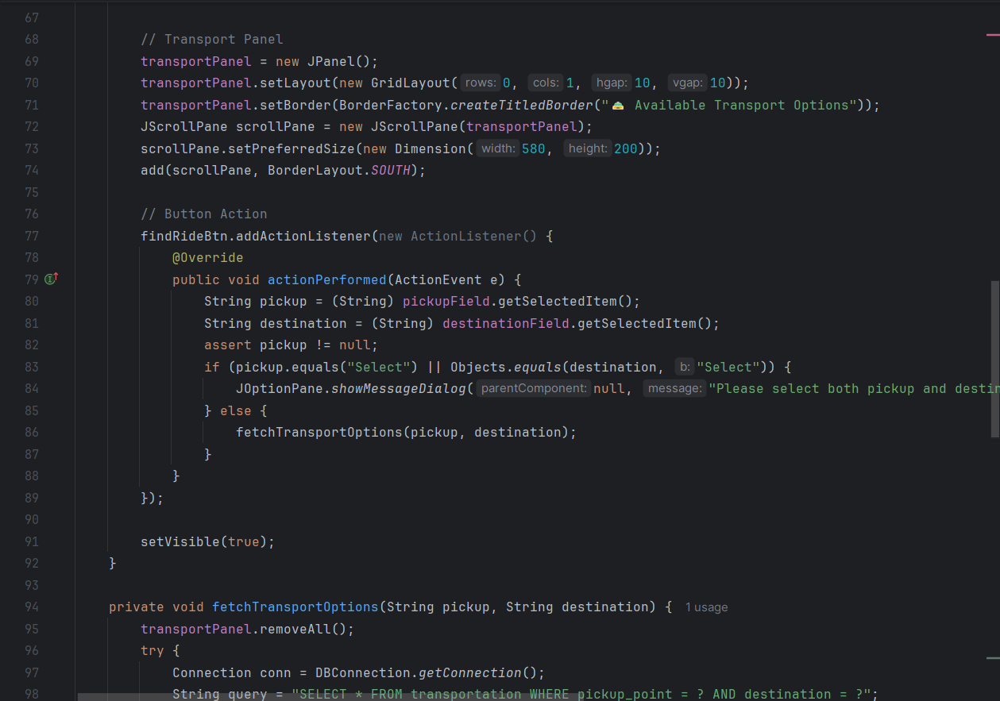 67
68 // Transport Panel
69 transportPanel = new JPanel();
70 transportPanel.setLayout(new GridLayout( rows: 0, cols: 1, hgap: 10, vgap: 10));
71 transportPanel.setBorder(BorderFactory.createTitledBorder("🚖 Available Transport Options"));
72 JScrollPane scrollPane = new JScrollPane(transportPanel);
73 scrollPane.setPreferredSize(new Dimension( width: 580, height: 200));
74 add(scrollPane, BorderLayout.SOUTH);
75
76 // Button Action
77 findRideBtn.addActionListener(new ActionListener() {
78 @Override
79 public void actionPerformed(ActionEvent e) {
80 String pickup = (String) pickupField.getSelectedItem();
81 String destination = (String) destinationField.getSelectedItem();
82 assert pickup != null;
83 if (pickup.equals("Select") || Objects.equals(destination, b: "Select")) {
84 JOptionPane.showMessageDialog( parentComponent: null, message: "Please select both pickup and destin
85 } else {
86 fetchTransportOptions(pickup, destination);
87 }
88 }
89 });
90
91 setVisible(true);
92 }
93
94 private void fetchTransportOptions(String pickup, String destination) { 1 usage
95 transportPanel.removeAll();
96 try {
97 Connection conn = DBConnection.getConnection();
98 String query = "SELECT * FROM transportation WHERE pickup_point = ? AND destination = ?";